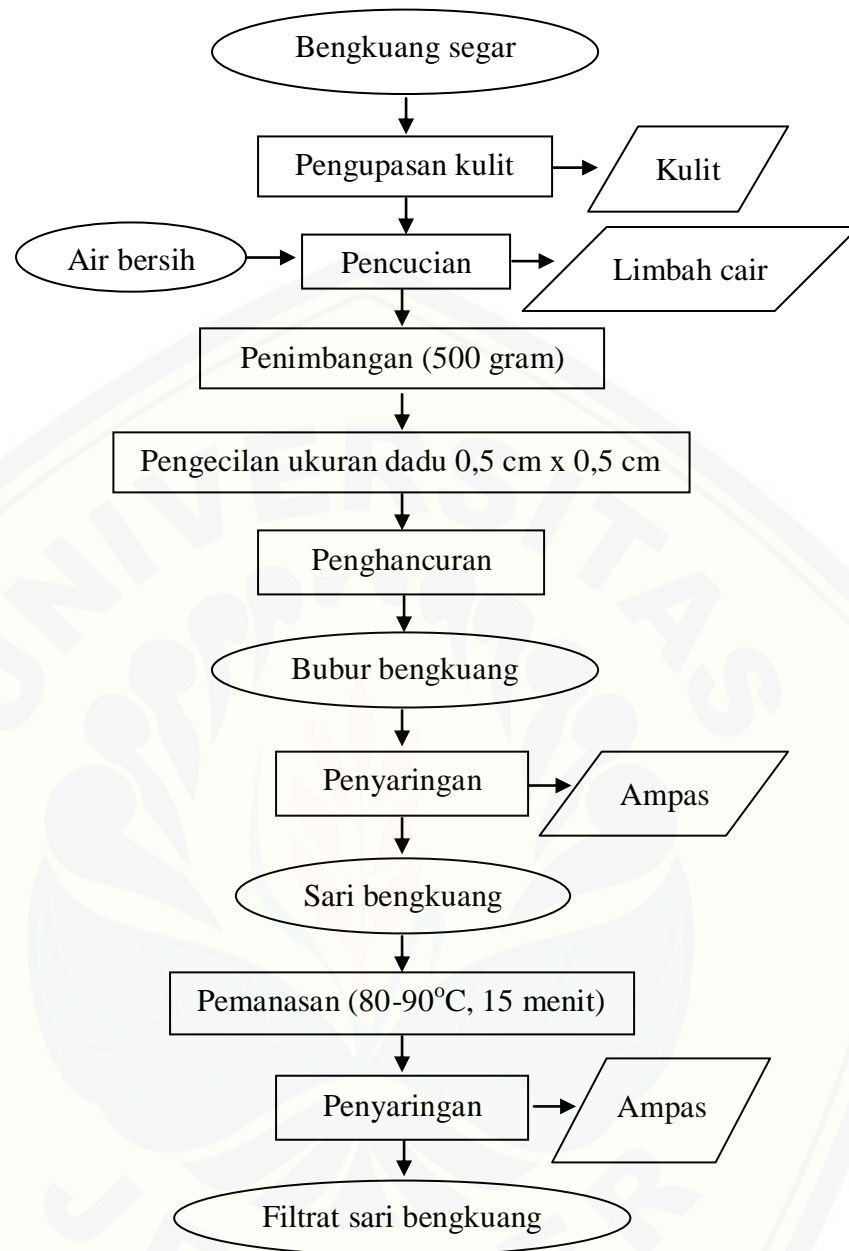 Bengkuang segar
Pengupasan kulit
Kulit
Air bersih
Pencucian
Limbah cair
Penimbangan (500 gram)
Pengecilan ukuran dadu 0,5 cm x 0,5 cm
Penghancuran
Bubur bengkuang
Penyaringan
Ampas
Sari bengkuang
Pemanasan (80-90°C, 15 menit)
Penyaringan
Ampas
Filtrat sari bengkuang
UNIVERSITAS
JEMBER